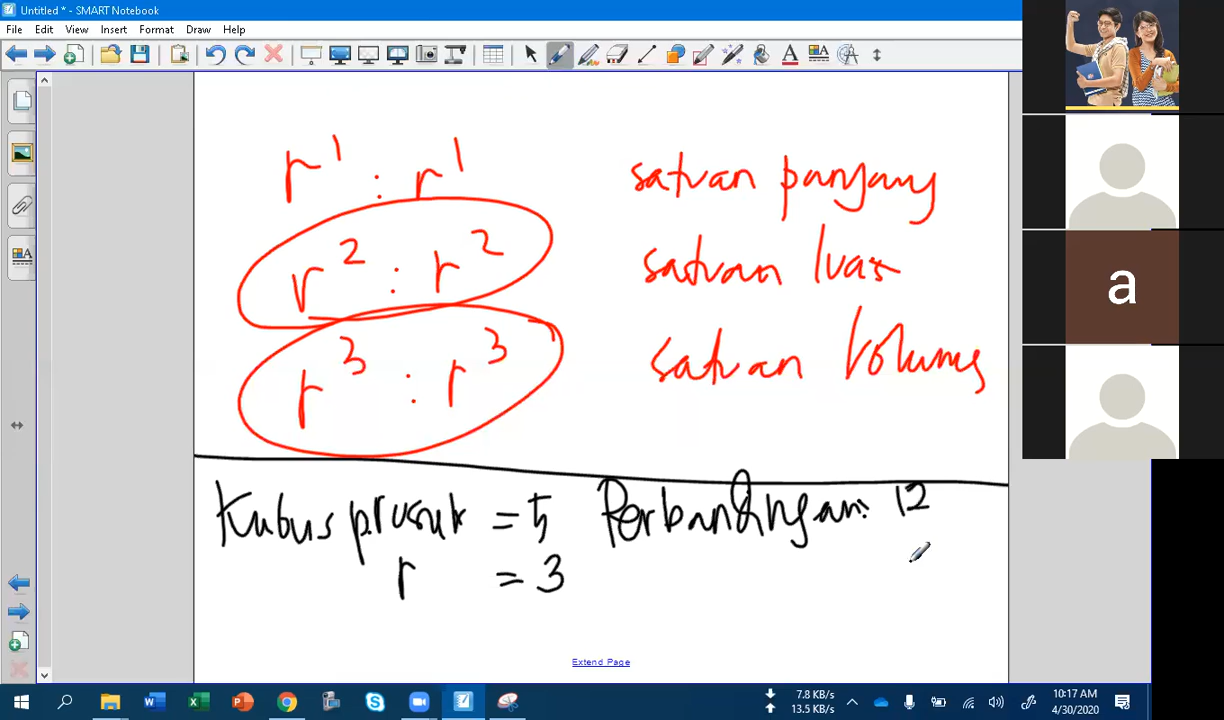 Untitled * - SMART Notebook
File Edit View Insert Format Draw Help
r¹ : r¹ satuan panjang
r² : r² satuan luas
a
r³ : r³ satuan Volume
Kubus prusuk = 5 Perbandingan: 12
r = 3
Extend Page
7.8 KB/s
13.5 KB/s
10:17 AM
4/30/2020